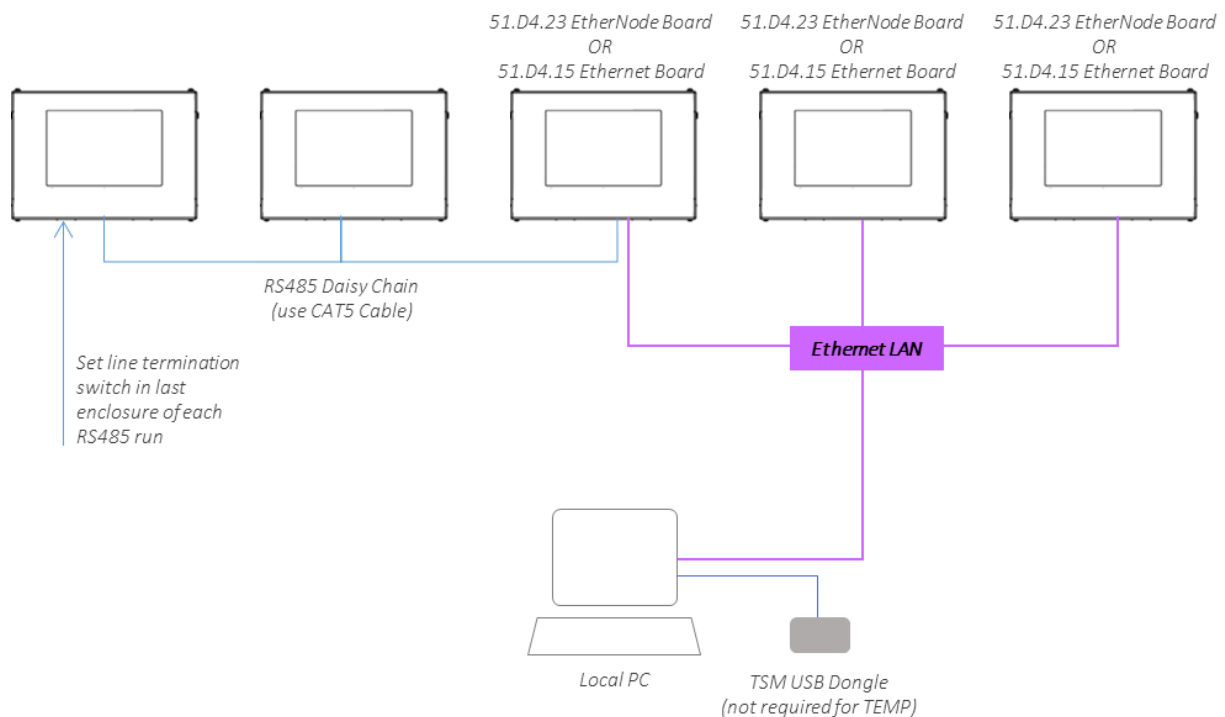 51.D4.23 EtherNode Board
OR
51.D4.15 Ethernet Board
51.D4.23 EtherNode Board
OR
51.D4.15 Ethernet Board
51.D4.23 EtherNode Board
OR
51.D4.15 Ethernet Board
RS485 Daisy Chain
(use CAT5 Cable)
Set line termination
switch in last
enclosure of each
RS485 run
Ethernet LAN
Local PC
TSM USB Dongle
(not required for TEMP)